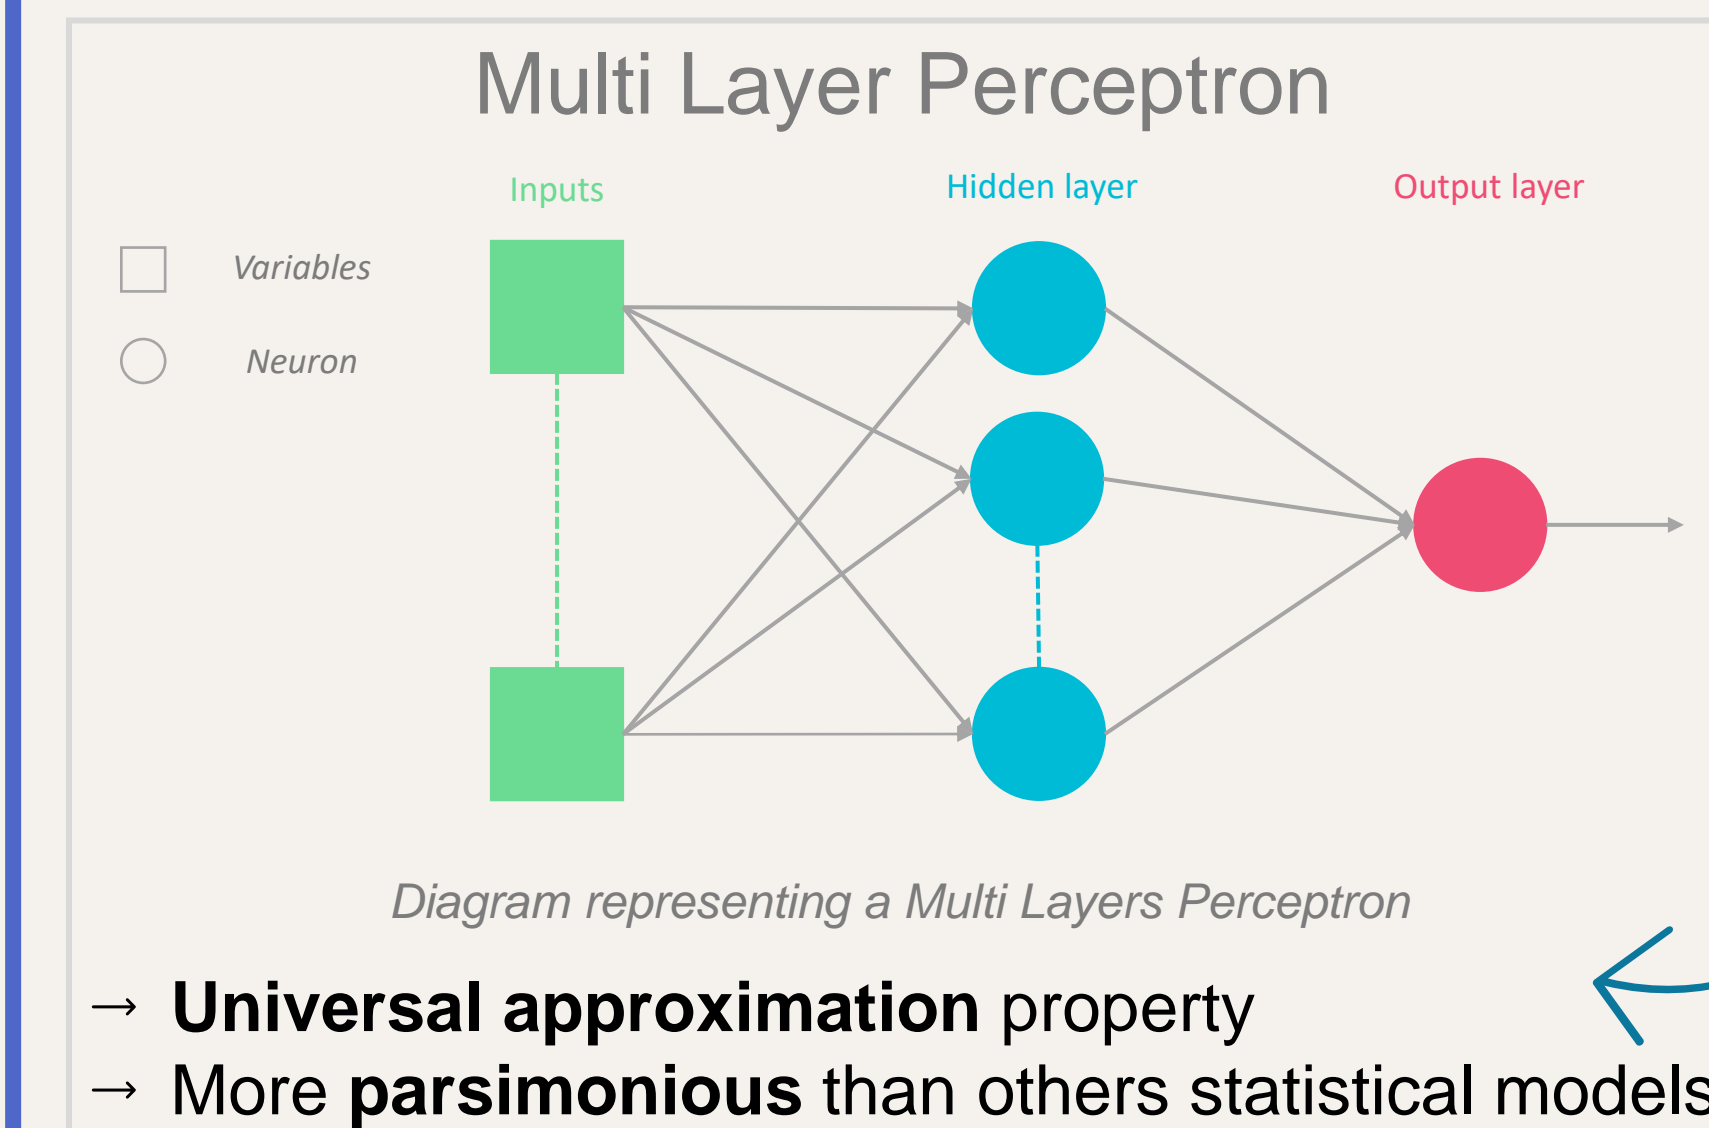 Multi Layer Perceptron
Inputs
Hidden layer
Output layer
Variables
Neuron
Diagram representing a Multi Layers Perceptron
→ Universal approximation property
→ More parsimonious than others statistical models